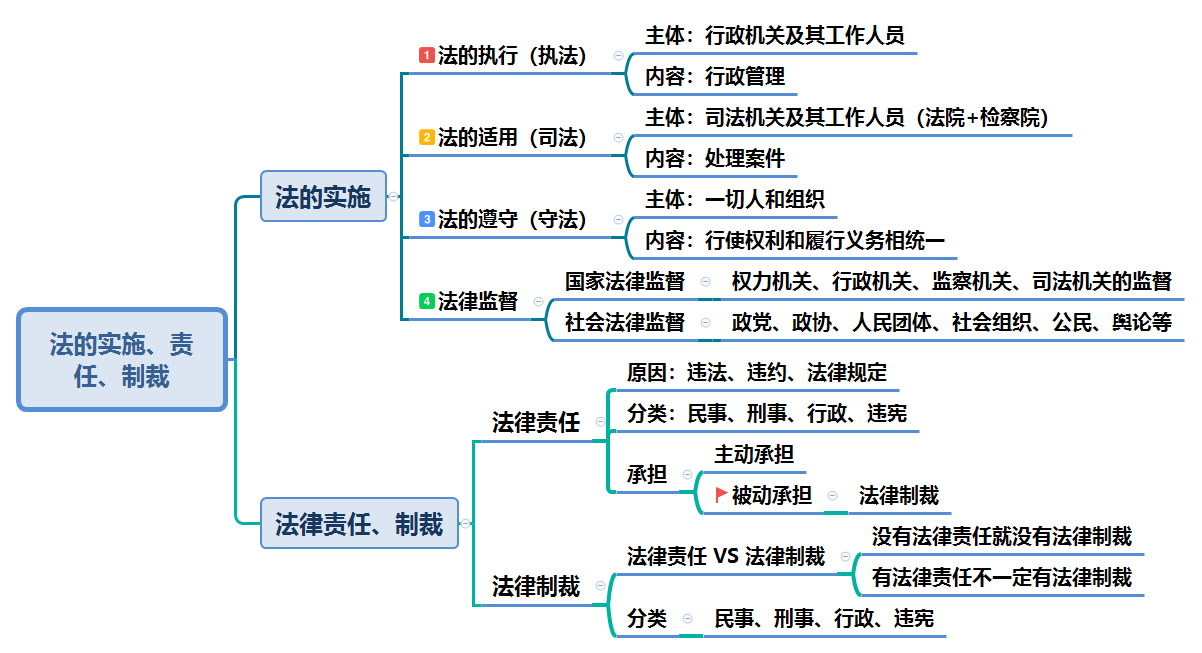 法的实施、责
任、制裁
法的实施
1 法的执行（执法）
主体：行政机关及其工作人员
内容：行政管理
2 法的适用（司法）
主体：司法机关及其工作人员（法院+检察院）
内容：处理案件
3 法的遵守（守法）
主体：一切人和组织
内容：行使权利和履行义务相统一
4 法律监督
国家法律监督
权力机关、行政机关、监察机关、司法机关的监督
社会法律监督
政党、政协、人民团体、社会组织、公民、舆论等
法律责任、制裁
法律责任
原因：违法、违约、法律规定
分类：民事、刑事、行政、违宪
承担
主动承担
被动承担
法律制裁
法律制裁
法律责任 VS 法律制裁
没有法律责任就没有法律制裁
有法律责任不一定有法律制裁
分类
民事、刑事、行政、违宪